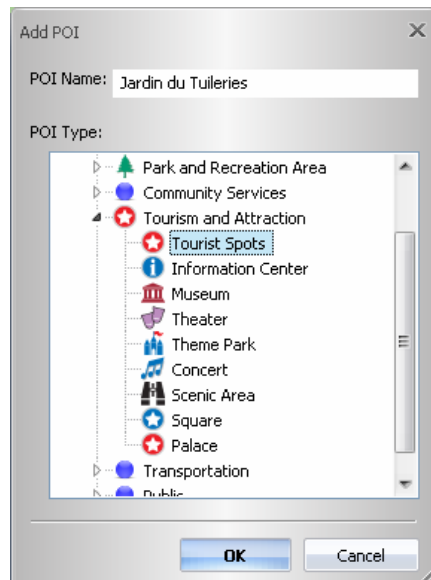 Add POI
POI Name: Jardin du Tuileries
POI Type:
Park and Recreation Area
Community Services
Tourism and Attraction
Tourist Spots
Information Center
Museum
Theater
Theme Park
Concert
Scenic Area
Square
Palace
Transportation
Public
OK Cancel